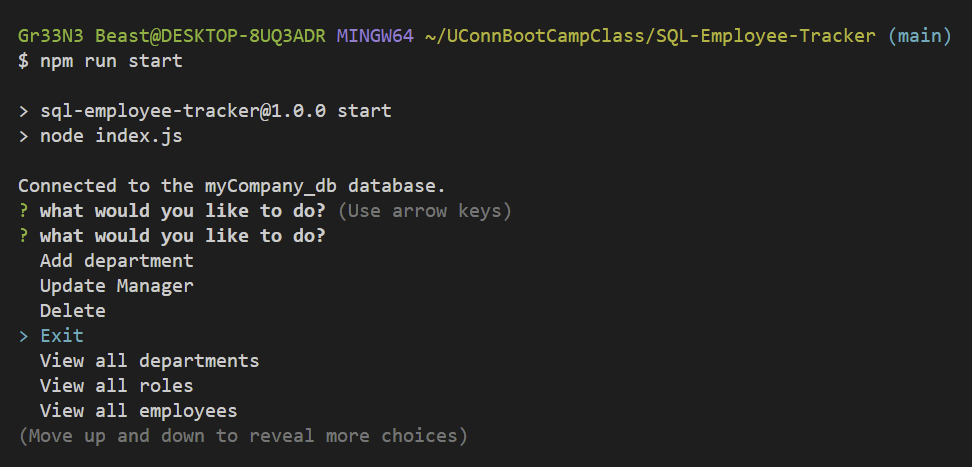 Gr33N3 Beast@DESKTOP-8UQ3ADR MINGW64 ~/UConnBootCampClass/SQL-Employee-Tracker (main)
$ npm run start
> sql-employee-tracker@1.0.0 start
> node index.js
Connected to the myCompany_db database.
? what would you like to do? (Use arrow keys)
? what would you like to do?
Add department
Update Manager
Delete
> Exit
View all departments
View all roles
View all employees
(Move up and down to reveal more choices)